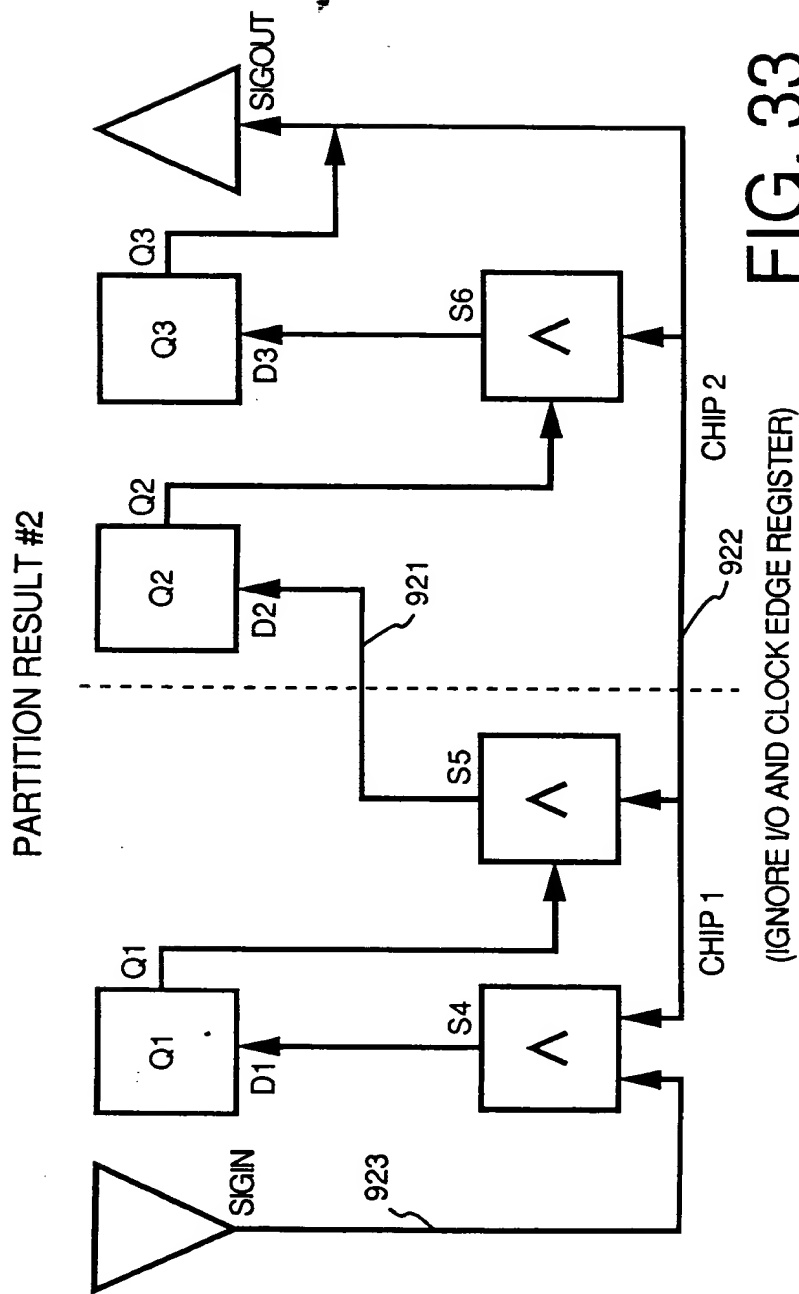 PARTITION RESULT #2
SIGIN
923
Q1
Q1
D1
S4
<
S5
<
921
Q2
Q2
D2
Q3
Q3
D3
S6
<
SIGOUT
CHIP 1
922
CHIP 2
(IGNORE I/O AND CLOCK EDGE REGISTER)
FIG. 33